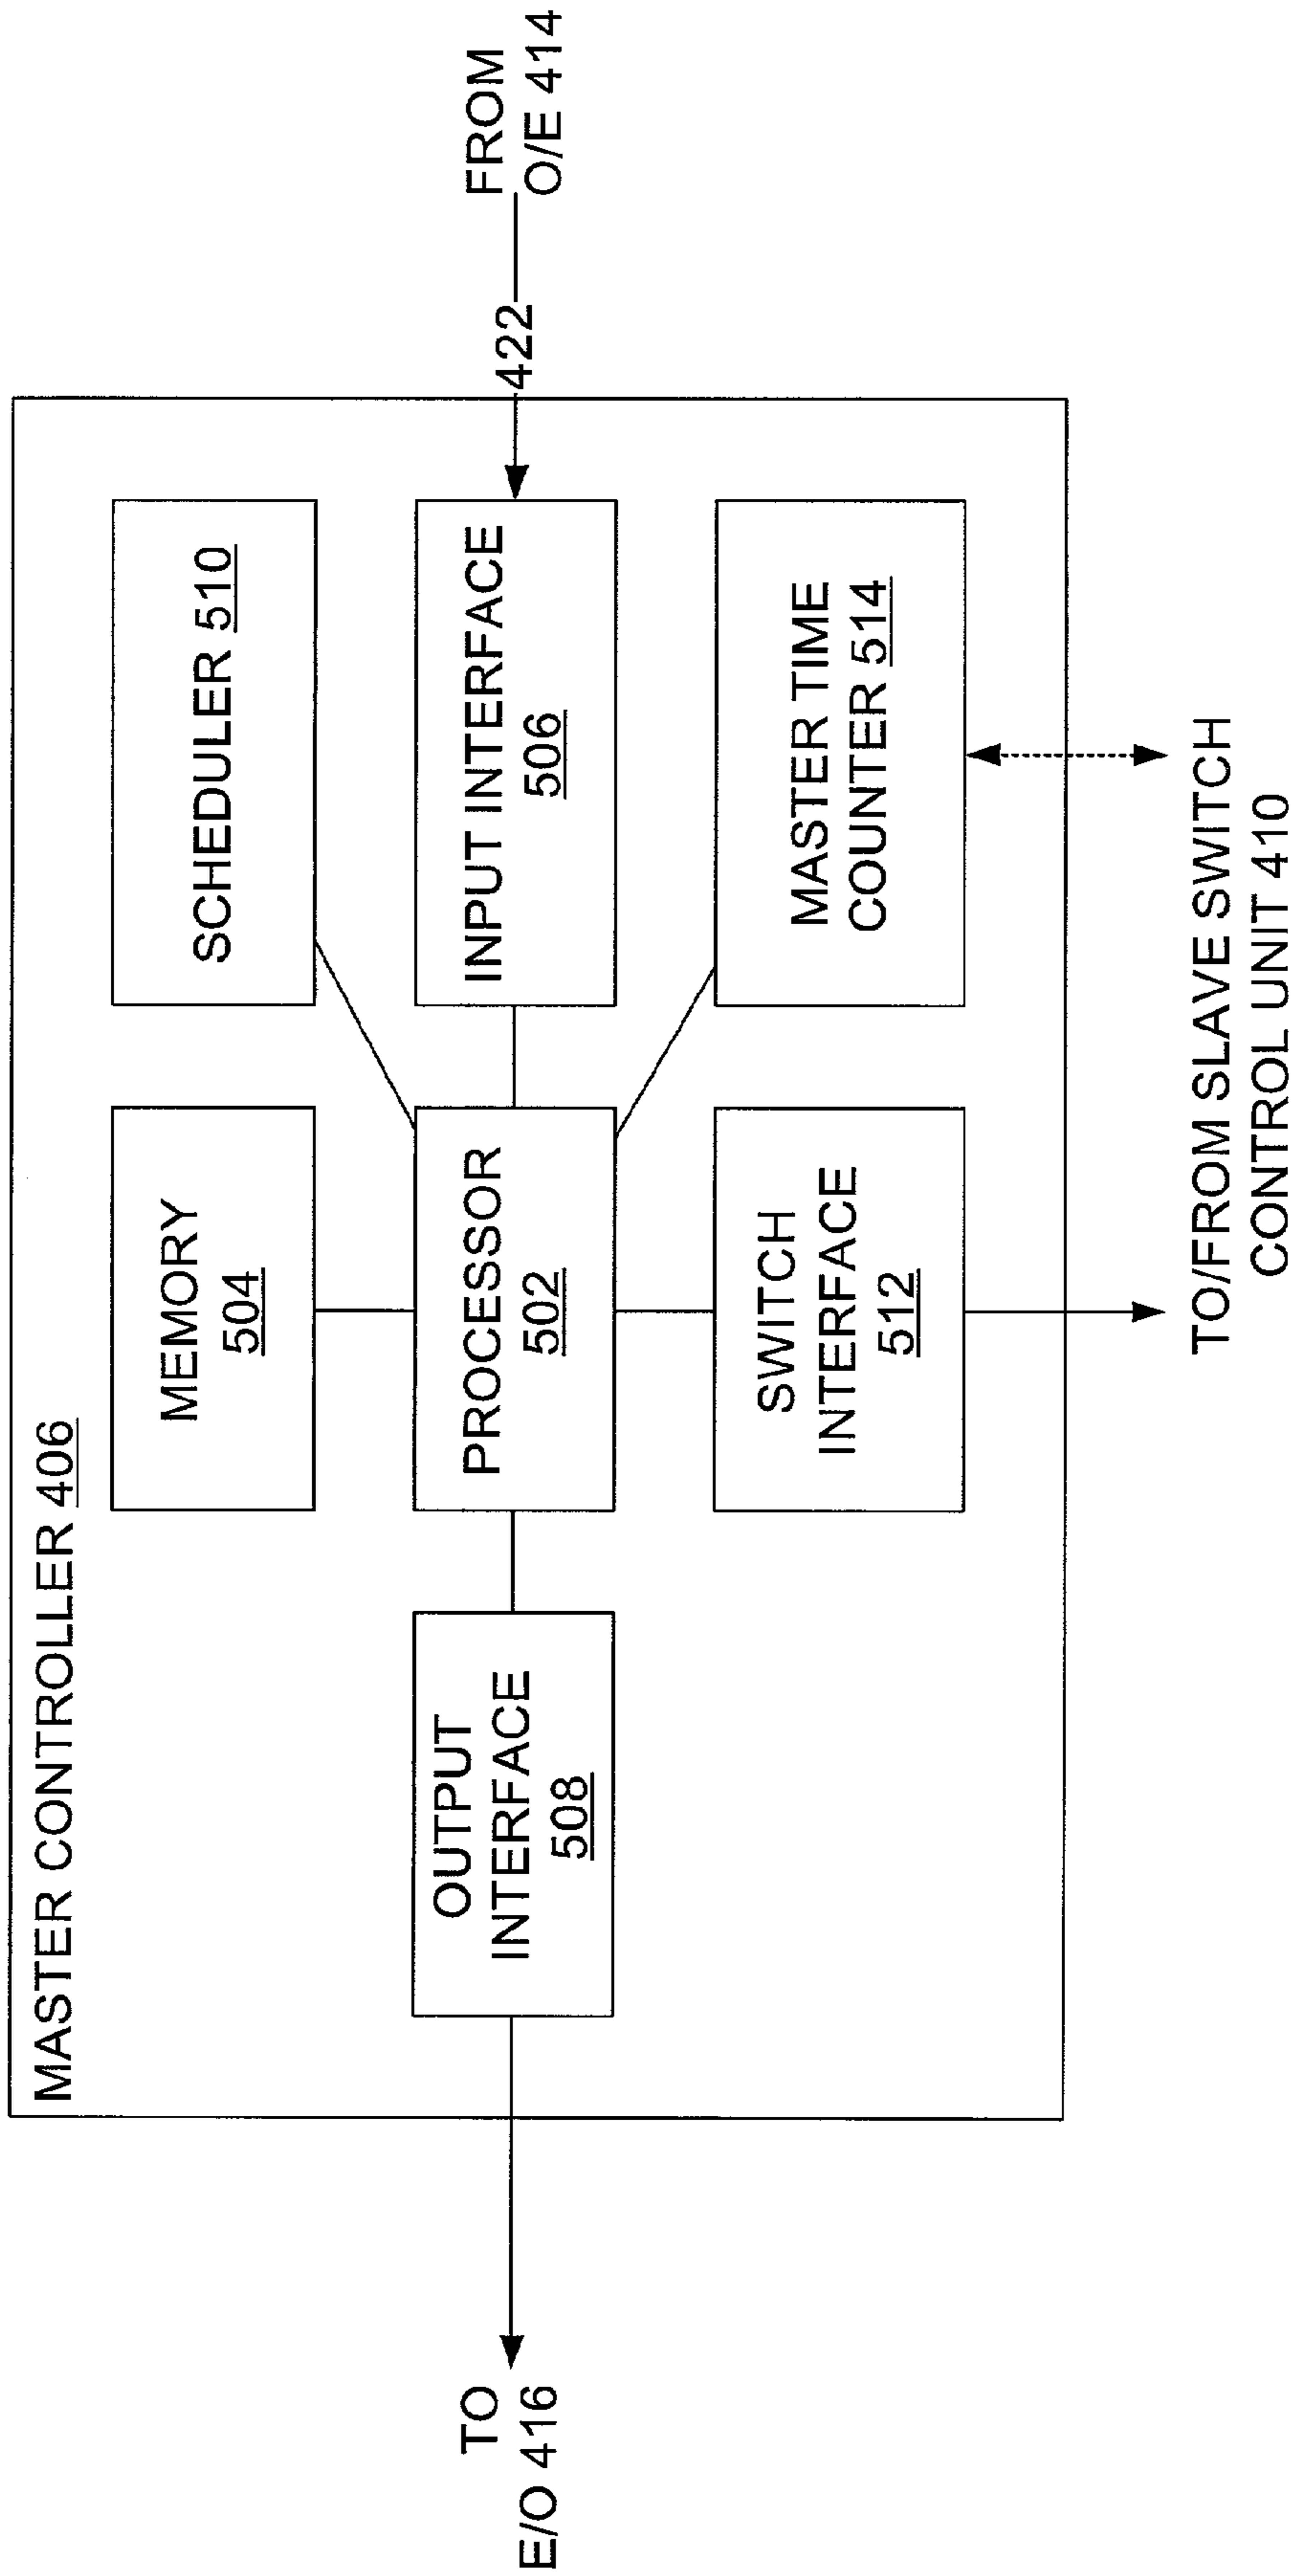 MASTER CONTROLLER 406
MEMORY
504
SCHEDULER 510
TO
E/O 416
OUTPUT
INTERFACE
508
PROCESSOR
502
INPUT INTERFACE
506
422
FROM
O/E 414
SWITCH
INTERFACE
512
MASTER TIME
COUNTER 514
TO/FROM SLAVE SWITCH
CONTROL UNIT 410